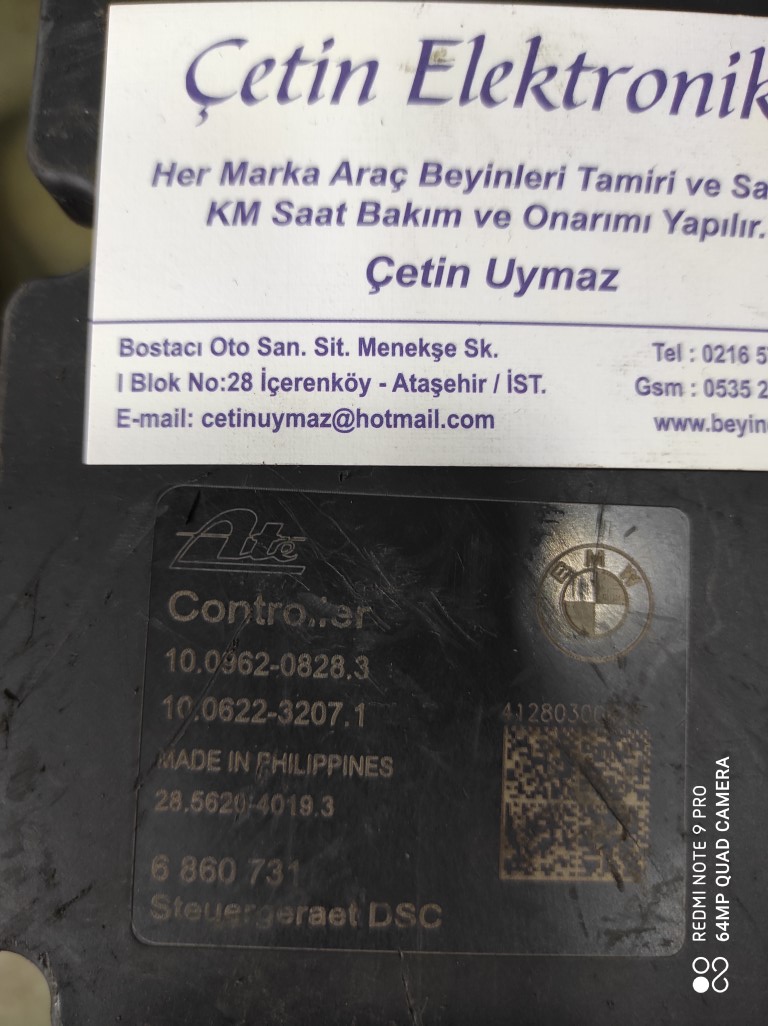 Çetin Elektronik
Her Marka Araç Beyinleri Tamiri ve
KM Saat Bakım ve Onarımı Yapılır.
Çetin Uymaz
Bostacı Oto San. Sit. Menekşe Sk.
I Blok No:28 İçerenköy - Ataşehir / İST.
E-mail: cetinuymaz@hotmail.com
Tel : 0216
Gsm : 0535
www.beyin
Ate
BMW
Controller
10.0962-0828.3
10.0622-3207.1
MADE IN PHILIPPINES
28.5620-4019.3
6 860 731
Steuergeraet DSC
REDMI NOTE 9 PRO
64MP QUAD CAMERA